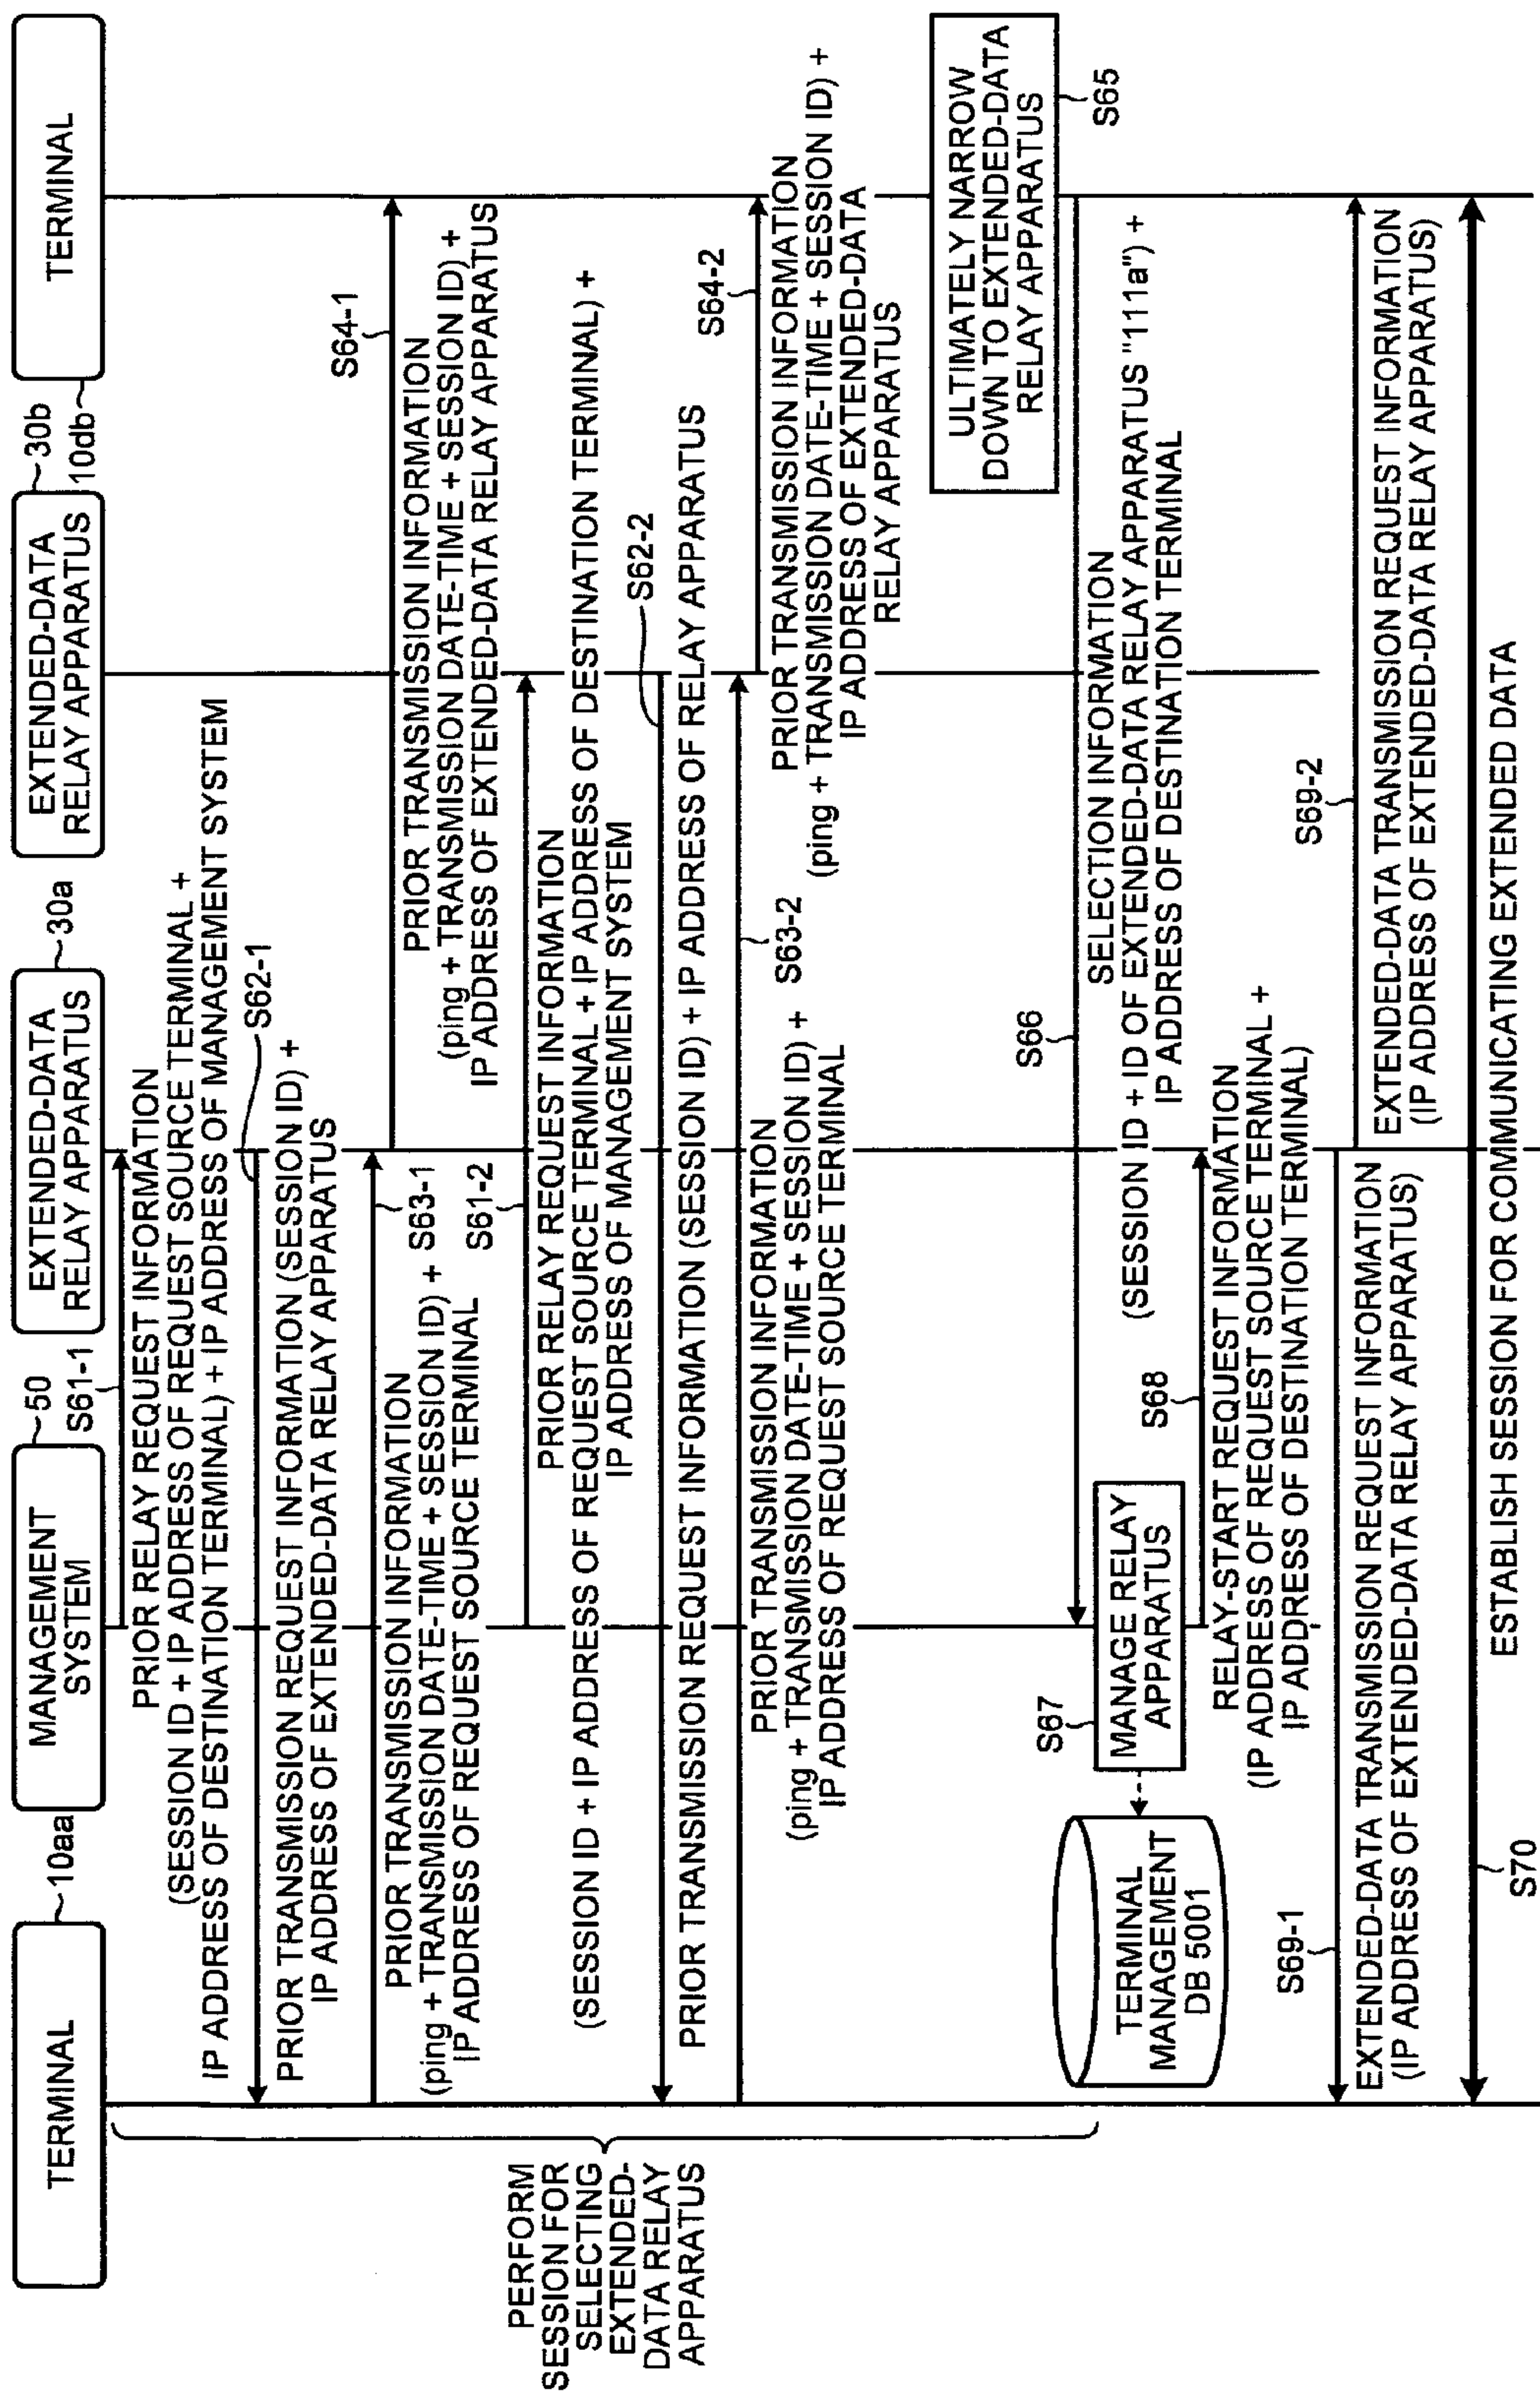 TERMINAL
10aa
MANAGEMENT
SYSTEM
50
EXTENDED-DATA
RELAY APPARATUS
30a
EXTENDED-DATA
RELAY APPARATUS
30b
TERMINAL
10db
S61-1
PRIOR RELAY REQUEST INFORMATION
(SESSION ID + IP ADDRESS OF REQUEST SOURCE TERMINAL +
IP ADDRESS OF DESTINATION TERMINAL) + IP ADDRESS OF MANAGEMENT SYSTEM
S62-1
PRIOR TRANSMISSION REQUEST INFORMATION (SESSION ID) +
IP ADDRESS OF EXTENDED-DATA RELAY APPARATUS
S63-1
PRIOR TRANSMISSION INFORMATION
(ping + TRANSMISSION DATE-TIME + SESSION ID) +
IP ADDRESS OF REQUEST SOURCE TERMINAL
S64-1
PRIOR TRANSMISSION INFORMATION
(ping + TRANSMISSION DATE-TIME + SESSION ID) +
IP ADDRESS OF EXTENDED-DATA RELAY APPARATUS
S61-2
PRIOR RELAY REQUEST INFORMATION
(SESSION ID + IP ADDRESS OF REQUEST SOURCE TERMINAL + IP ADDRESS OF DESTINATION TERMINAL) +
IP ADDRESS OF MANAGEMENT SYSTEM
S62-2
PRIOR TRANSMISSION REQUEST INFORMATION (SESSION ID) + IP ADDRESS OF RELAY APPARATUS
S63-2
PRIOR TRANSMISSION INFORMATION
(ping + TRANSMISSION DATE-TIME + SESSION ID) +
IP ADDRESS OF REQUEST SOURCE TERMINAL
S64-2
PRIOR TRANSMISSION INFORMATION
(ping + TRANSMISSION DATE-TIME + SESSION ID) +
IP ADDRESS OF EXTENDED-DATA
RELAY APPARATUS
PERFORM
SESSION FOR
SELECTING
EXTENDED-
DATA RELAY
APPARATUS
ULTIMATELY NARROW
DOWN TO EXTENDED-DATA
RELAY APPARATUS
S65
S66
SELECTION INFORMATION
(SESSION ID + ID OF EXTENDED-DATA RELAY APPARATUS "111a") +
IP ADDRESS OF DESTINATION TERMINAL
S67
MANAGE RELAY
APPARATUS
TERMINAL
MANAGEMENT
DB 5001
S68
RELAY-START REQUEST INFORMATION
(IP ADDRESS OF REQUEST SOURCE TERMINAL +
IP ADDRESS OF DESTINATION TERMINAL)
S69-1
EXTENDED-DATA TRANSMISSION REQUEST INFORMATION
(IP ADDRESS OF EXTENDED-DATA RELAY APPARATUS)
S69-2
EXTENDED-DATA TRANSMISSION REQUEST INFORMATION
(IP ADDRESS OF EXTENDED-DATA RELAY APPARATUS)
S70
ESTABLISH SESSION FOR COMMUNICATING EXTENDED DATA